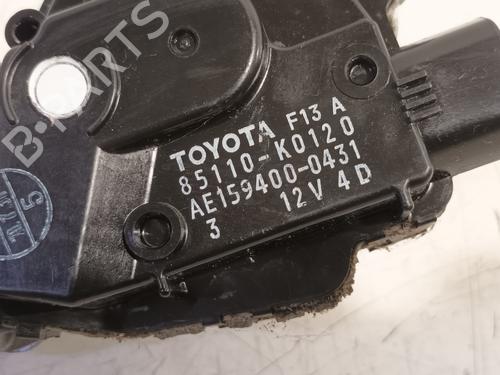 B-PARTS
TOYOTA F13 A
85110-K0120
AE159400-0431
3 12V 4D